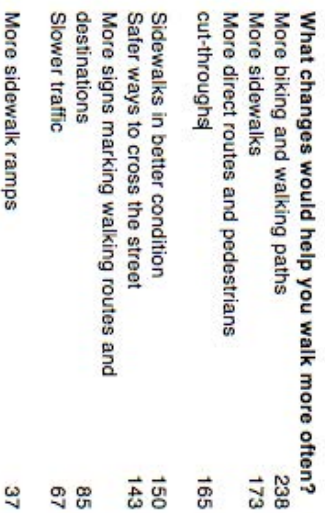 What changes would help you walk more often?
More biking and walking paths 238
More sidewalks 173
More direct routes and pedestrians
cut-throughs 165
Sidewalks in better condition 150
Safer ways to cross the street 143
More signs marking walking routes and
destinations 85
Slower traffic 67
More sidewalk ramps 37